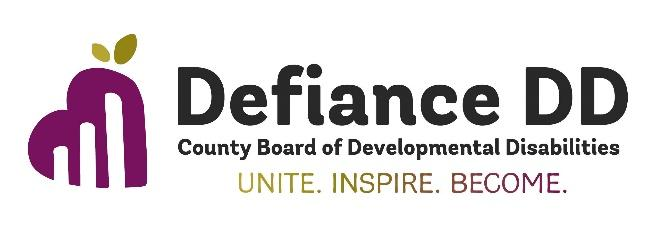 Defiance DD
County Board of Developmental Disabilities
UNITE. INSPIRE. BECOME.